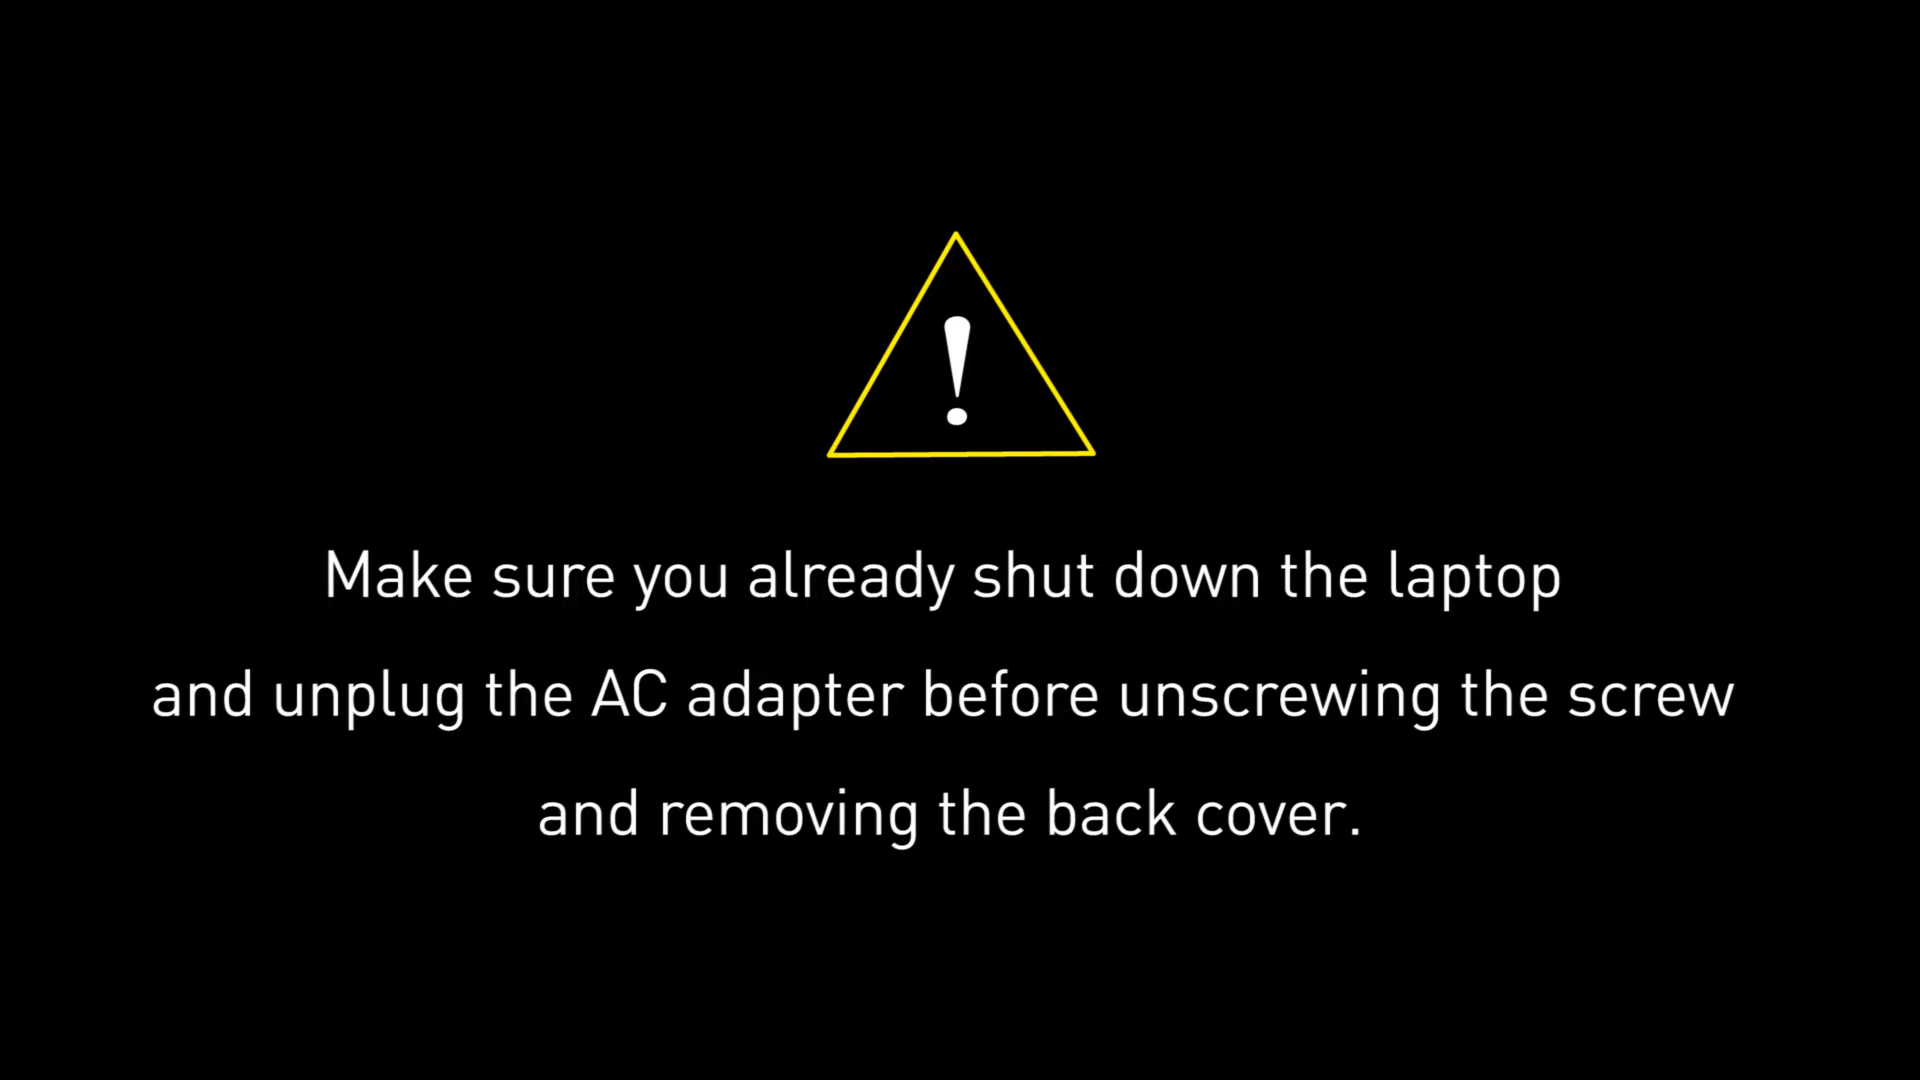 !
Make sure you already shut down the laptop
and unplug the AC adapter before unscrewing the screw
and removing the back cover.